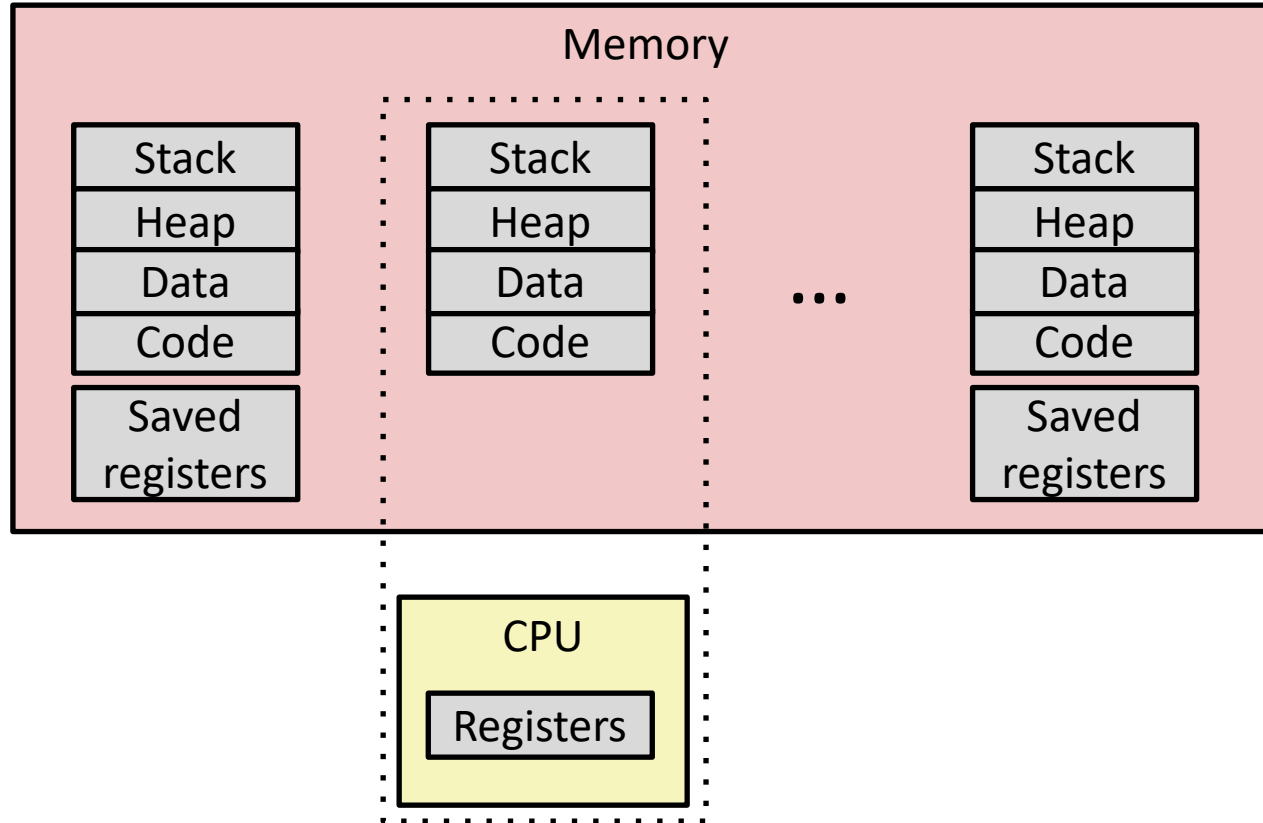 Memory
Stack
Heap
Data
Code
Saved
registers
Stack
Heap
Data
Code
...
Stack
Heap
Data
Code
Saved
registers
CPU
Registers